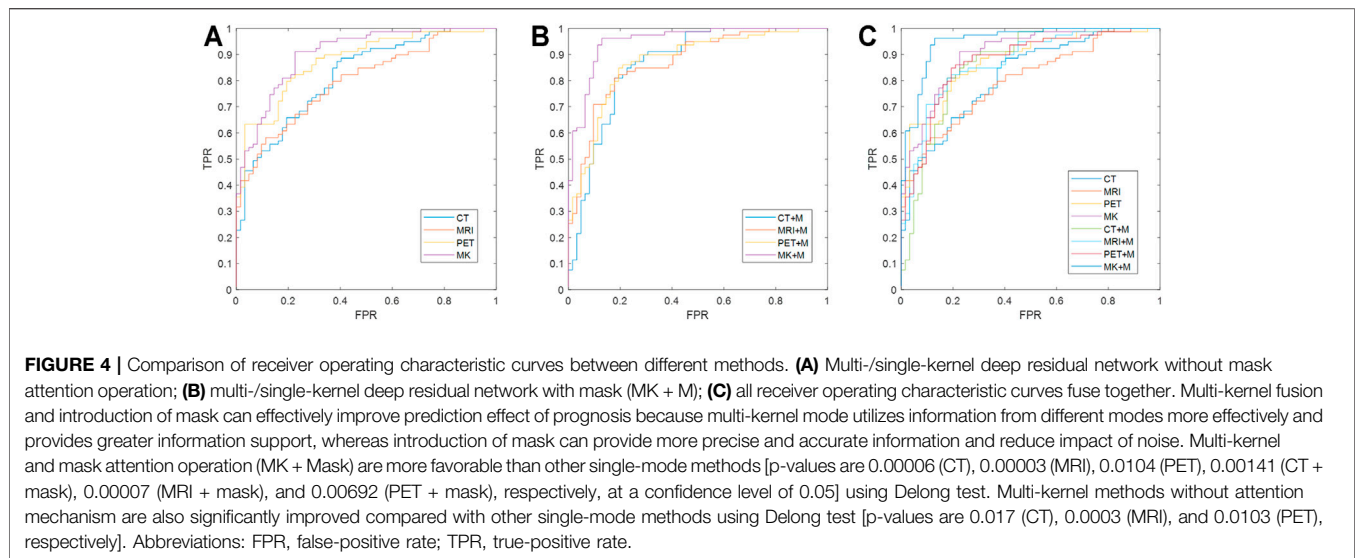 A
1
0.9
0.8
0.7
0.6
0.5
0.4
0.3
0.2
0.1
0
TPR
0 0.2 0.4 0.6 0.8 1
FPR
CT
MRI
PET
MK
B
1
0.9
0.8
0.7
0.6
0.5
0.4
0.3
0.2
0.1
0
TPR
0 0.2 0.4 0.6 0.8 1
FPR
CT+M
MRI+M
PET+M
MK+M
C
1
0.9
0.8
0.7
0.6
0.5
0.4
0.3
0.2
0.1
0
TPR
0 0.2 0.4 0.6 0.8 1
FPR
CT
MRI
PET
MK
CT+M
MRI+M
PET+M
MK+M
FIGURE 4 | Comparison of receiver operating characteristic curves between different methods. (A) Multi-/single-kernel deep residual network without mask
attention operation; (B) multi-/single-kernel deep residual network with mask (MK + M); (C) all receiver operating characteristic curves fuse together. Multi-kernel fusion
and introduction of mask can effectively improve prediction effect of prognosis because multi-kernel mode utilizes information from different modes more effectively and
provides greater information support, whereas introduction of mask can provide more precise and accurate information and reduce impact of noise. Multi-kernel
and mask attention operation (MK + Mask) are more favorable than other single-mode methods [p-values are 0.00006 (CT), 0.00003 (MRI), 0.0104 (PET), 0.00141 (CT +
mask), 0.00007 (MRI + mask), and 0.00692 (PET + mask), respectively, at a confidence level of 0.05] using Delong test. Multi-kernel methods without attention
mechanism are also significantly improved compared with other single-mode methods using Delong test [p-values are 0.017 (CT), 0.0003 (MRI), and 0.0103 (PET),
respectively]. Abbreviations: FPR, false-positive rate; TPR, true-positive rate.